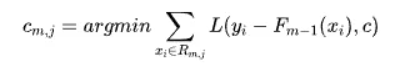 c_{m,j} = argmin \sum_{x_i \in R_{m,j}} L(y_i - F_{m-1}(x_i), c)